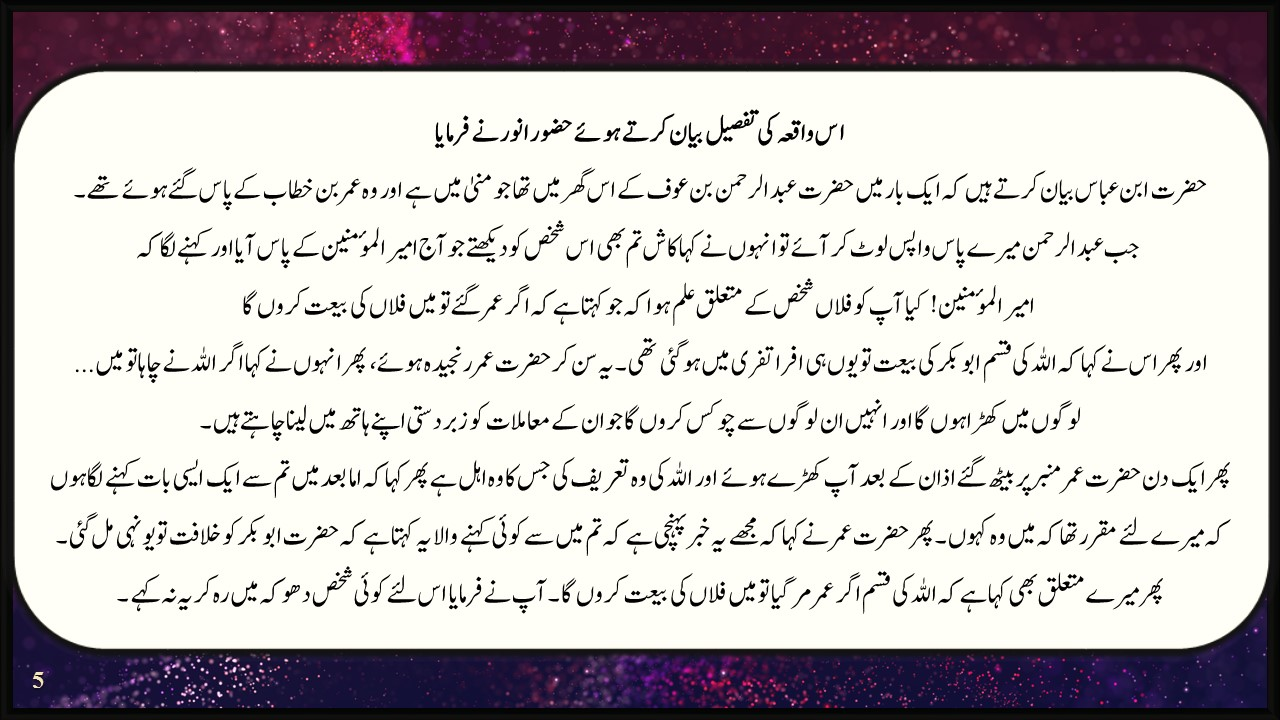 اس واقعہ کی تفصیل بیان کرتے ہوئے حضور انور نے فرمایا
حضرت ابن عباس بیان کرتے ہیں کہ ایک بار میں حضرت عبد الرحمن بن عوف کے اس گھر میں تھا جو منیٰ میں ہے اور وہ عمر بن خطاب کے پاس گئے ہوئے تھے۔
جب عبد الرحمن میرے پاس واپس لوٹ کر آئے تو انہوں نے کہا کاش تم بھی اس شخص کو دیکھتے جو آج امیر المؤمنین کے پاس آیا اور کہنے لگا کہ
امیر المؤمنین! کیا آپ کو فلاں شخص کے متعلق علم ہوا کہ جو کہتا ہے کہ اگر عمر گئے تو میں فلاں کی بیعت کروں گا
اور پھر اس نے کہا کہ اللہ کی قسم ابو بکر کی بیعت تو یوں ہی افراتفری میں ہو گئی تھی۔ یہ سن کر حضرت عمر رنجیدہ ہوئے، پھر انہوں نے کہا اگر اللہ نے چاہا تو میں...
لوگوں میں کھڑا ہوں گا اور انہیں ان لوگوں سے چوکس کروں گا جو ان کے معاملات کو زبردستی اپنے ہاتھ میں لینا چاہتے ہیں۔
پھر ایک دن حضرت عمر منبر پر بیٹھ گئے اذان کے بعد آپ کھڑے ہوئے اور اللہ کی وہ تعریف کی جس کا وہ اہل ہے پھر کہا کہ اما بعد میں تم سے ایک ایسی بات کہنے لگا ہوں
کہ میرے لئے مقرر تھا کہ میں وہ کہوں۔ پھر حضرت عمر نے کہا کہ مجھے یہ خبر پہنچی ہے کہ تم میں سے کوئی کہنے والا یہ کہتا ہے کہ حضرت ابو بکر کو خلافت تو یونہی مل گئی۔
پھر میرے متعلق بھی کہا ہے کہ اللہ کی قسم اگر عمر مر گیا تو میں فلاں کی بیعت کروں گا۔ آپ نے فرمایا اس لئے کوئی شخص دھوکہ میں رہ کر یہ نہ کہے ۔
5